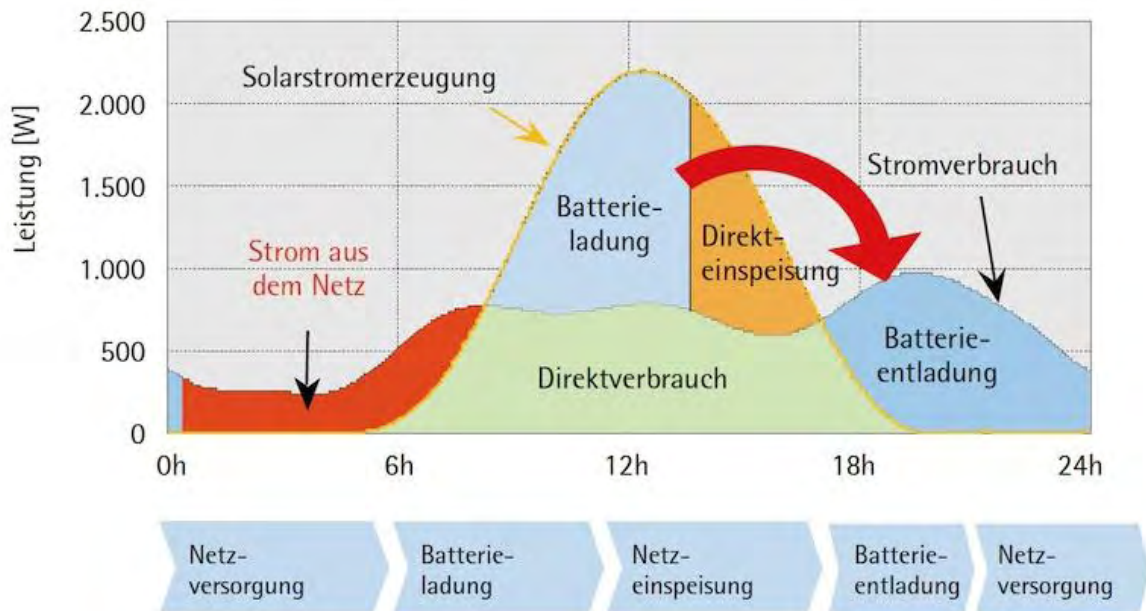 2.500
2.000
1.500
1.000
500
0
Leistung [W]
Solarstromerzeugung
Strom aus
dem Netz
Batterie-
ladung
Direkt-
einspeisung
Stromverbrauch
Direktverbrauch
Batterie-
entladung
0h
6h
12h
18h
24h
Netz-
versorgung
Batterie-
ladung
Netz-
einspeisung
Batterie-
entladung
Netz-
versorgung